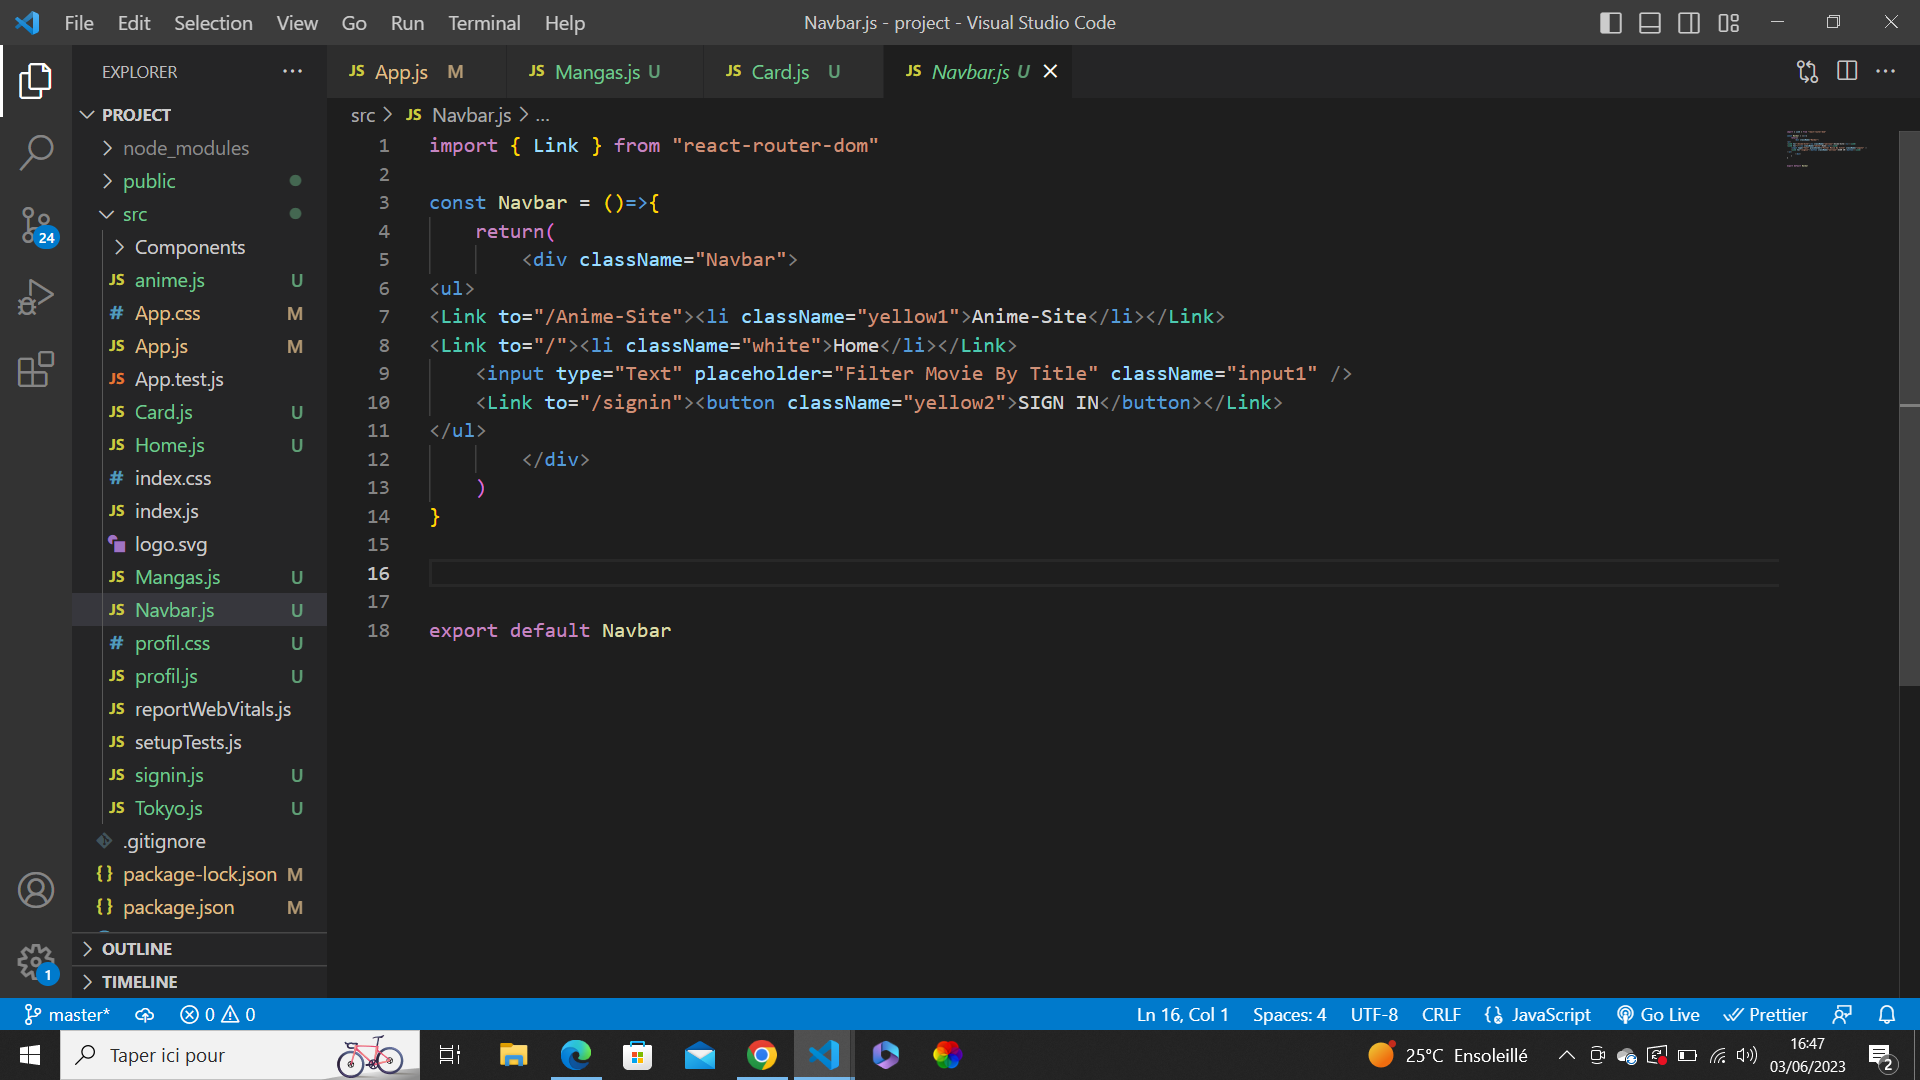 File Edit Selection View Go Run Terminal Help Navbar.js - project - Visual Studio Code
EXPLORER
PROJECT
node_modules
public
src
Components
JS anime.js U
# App.css M
JS App.js M
JS App.test.js
JS Card.js U
JS Home.js U
# index.css
JS index.js
logo.svg
JS Mangas.js U
JS Navbar.js U
# profil.css U
JS profil.js U
JS reportWebVitals.js
JS setupTests.js
JS signin.js U
JS Tokyo.js U
.gitignore
{} package-lock.json M
{} package.json M
OUTLINE
TIMELINE
24
1
JS App.js M JS Mangas.js U JS Card.js U JS Navbar.js U
src > JS Navbar.js > ...
1 import { Link } from "react-router-dom"
2
3 const Navbar = ()=>{
4 return(
5 <div className="Navbar">
6 <ul>
7 <Link to="/Anime-Site"><li className="yellow1">Anime-Site</li></Link>
8 <Link to="/"><li className="white">Home</li></Link>
9 <input type="Text" placeholder="Filter Movie By Title" className="input1" />
10 <Link to="/signin"><button className="yellow2">SIGN IN</button></Link>
11 </ul>
12 </div>
13 )
14 }
15
16
17
18 export default Navbar
master* 0 0 Ln 16, Col 1 Spaces: 4 UTF-8 CRLF {} JavaScript Go Live Prettier
Taper ici pour 25°C Ensoleillé 16:47
03/06/2023
2